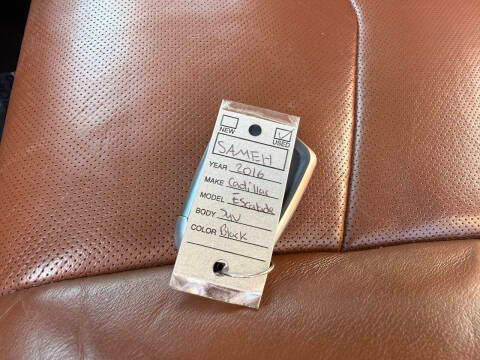 NEW USED
SAMEH
YEAR 2016
MAKE Cadillac
MODEL Escalade
BODY SUV
COLOR Black